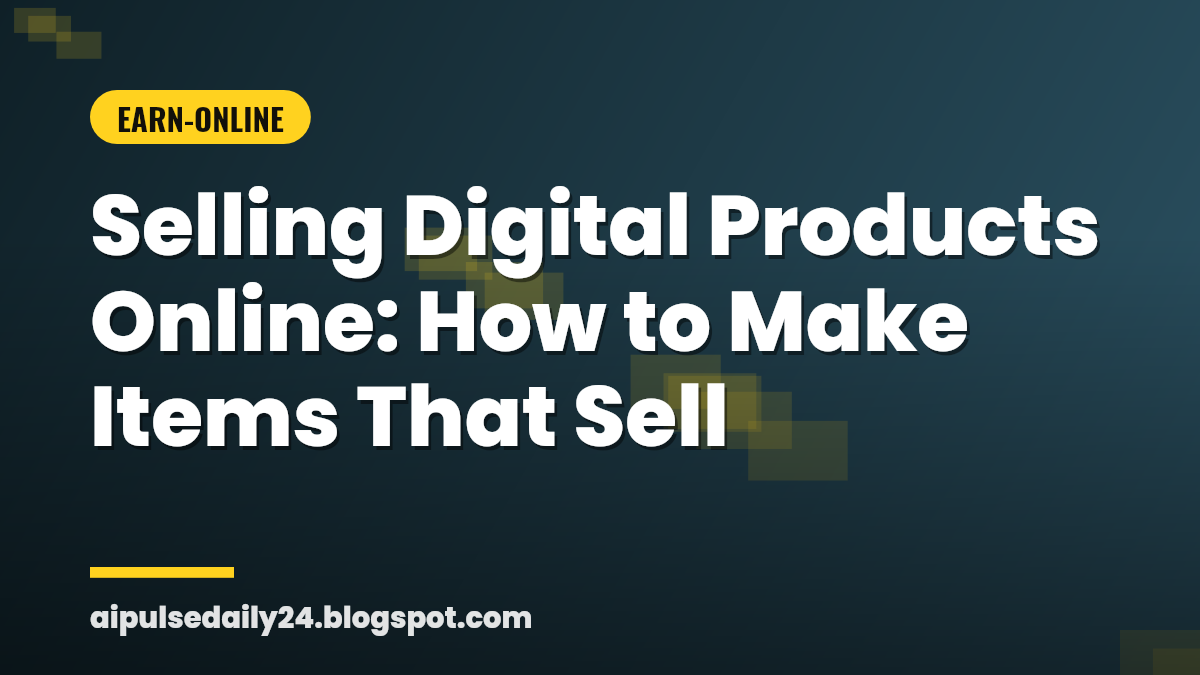 EARN-ONLINE
Selling Digital Products
Online: How to Make
Items That Sell
aipulsedaily24.blogspot.com